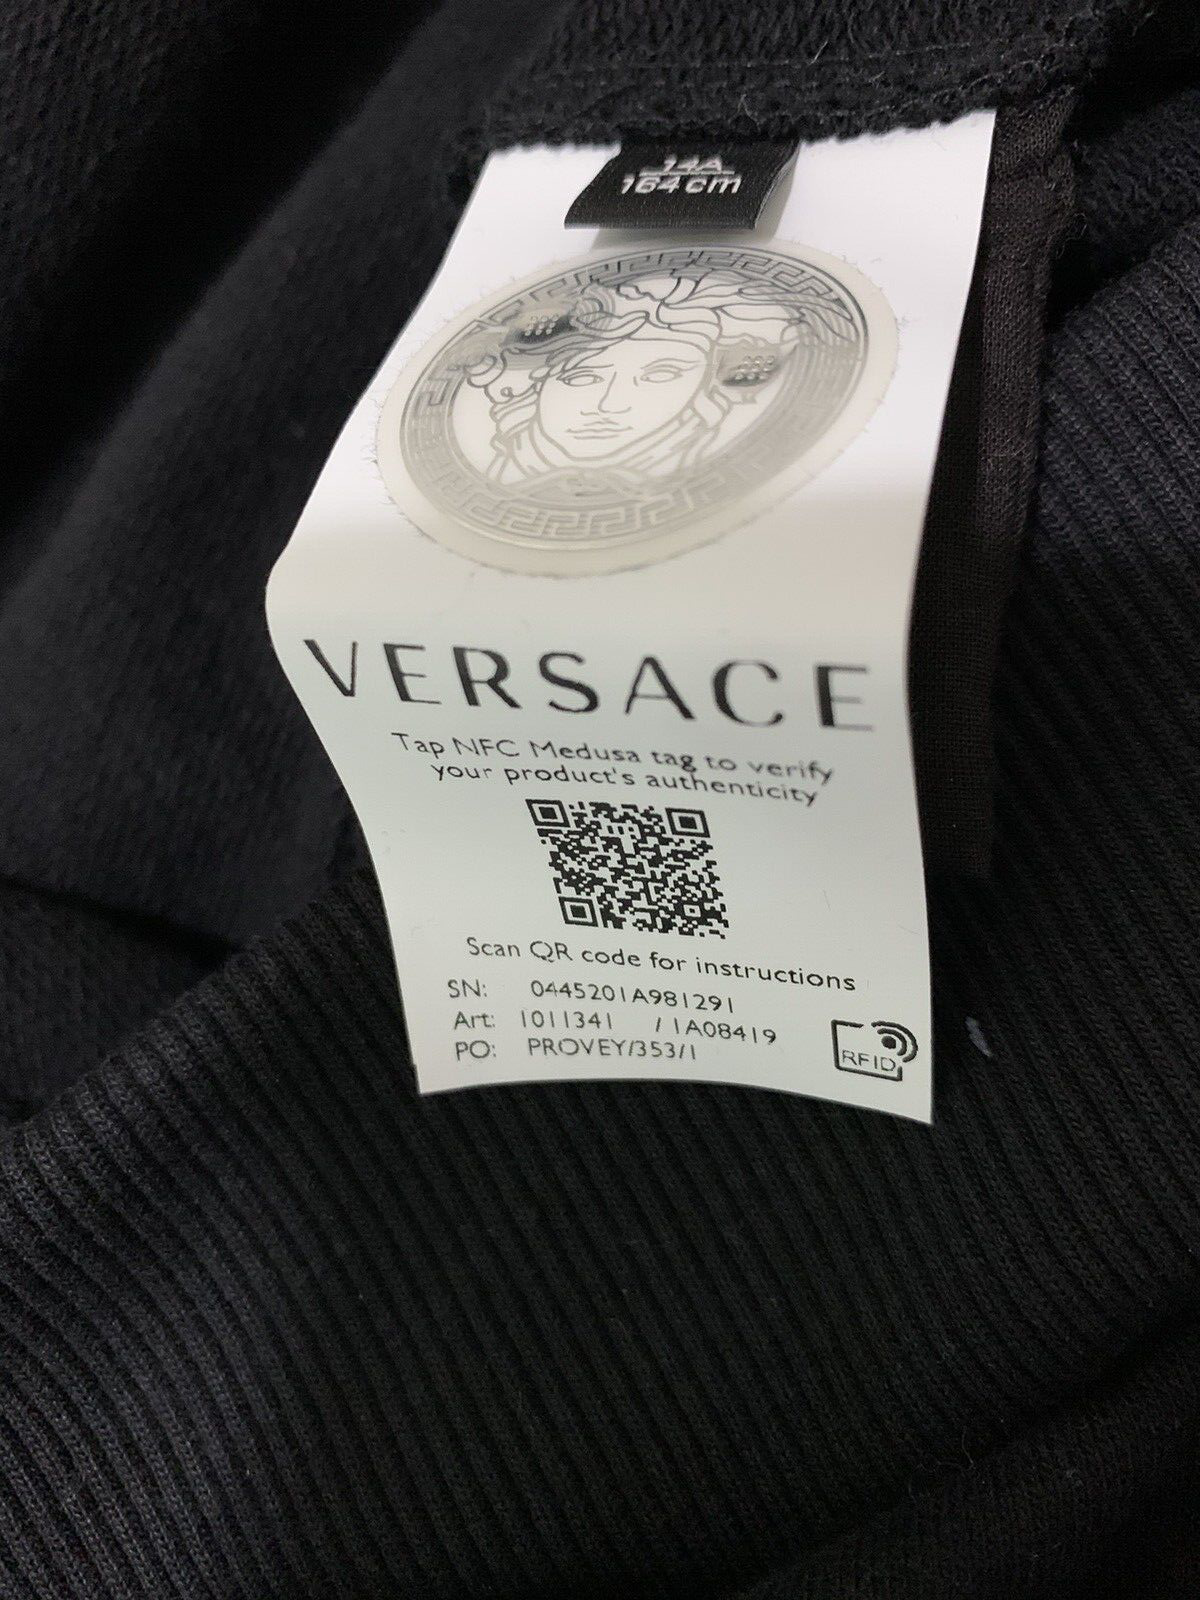 14A
164cm
VERSACE
Tap NFC Medusa tag to verify
your product's authenticity
Scan QR code for instructions
SN: 0445201A981291
Art: 1011341 / 1A08419
PO: PROVEY/353/1
RFID